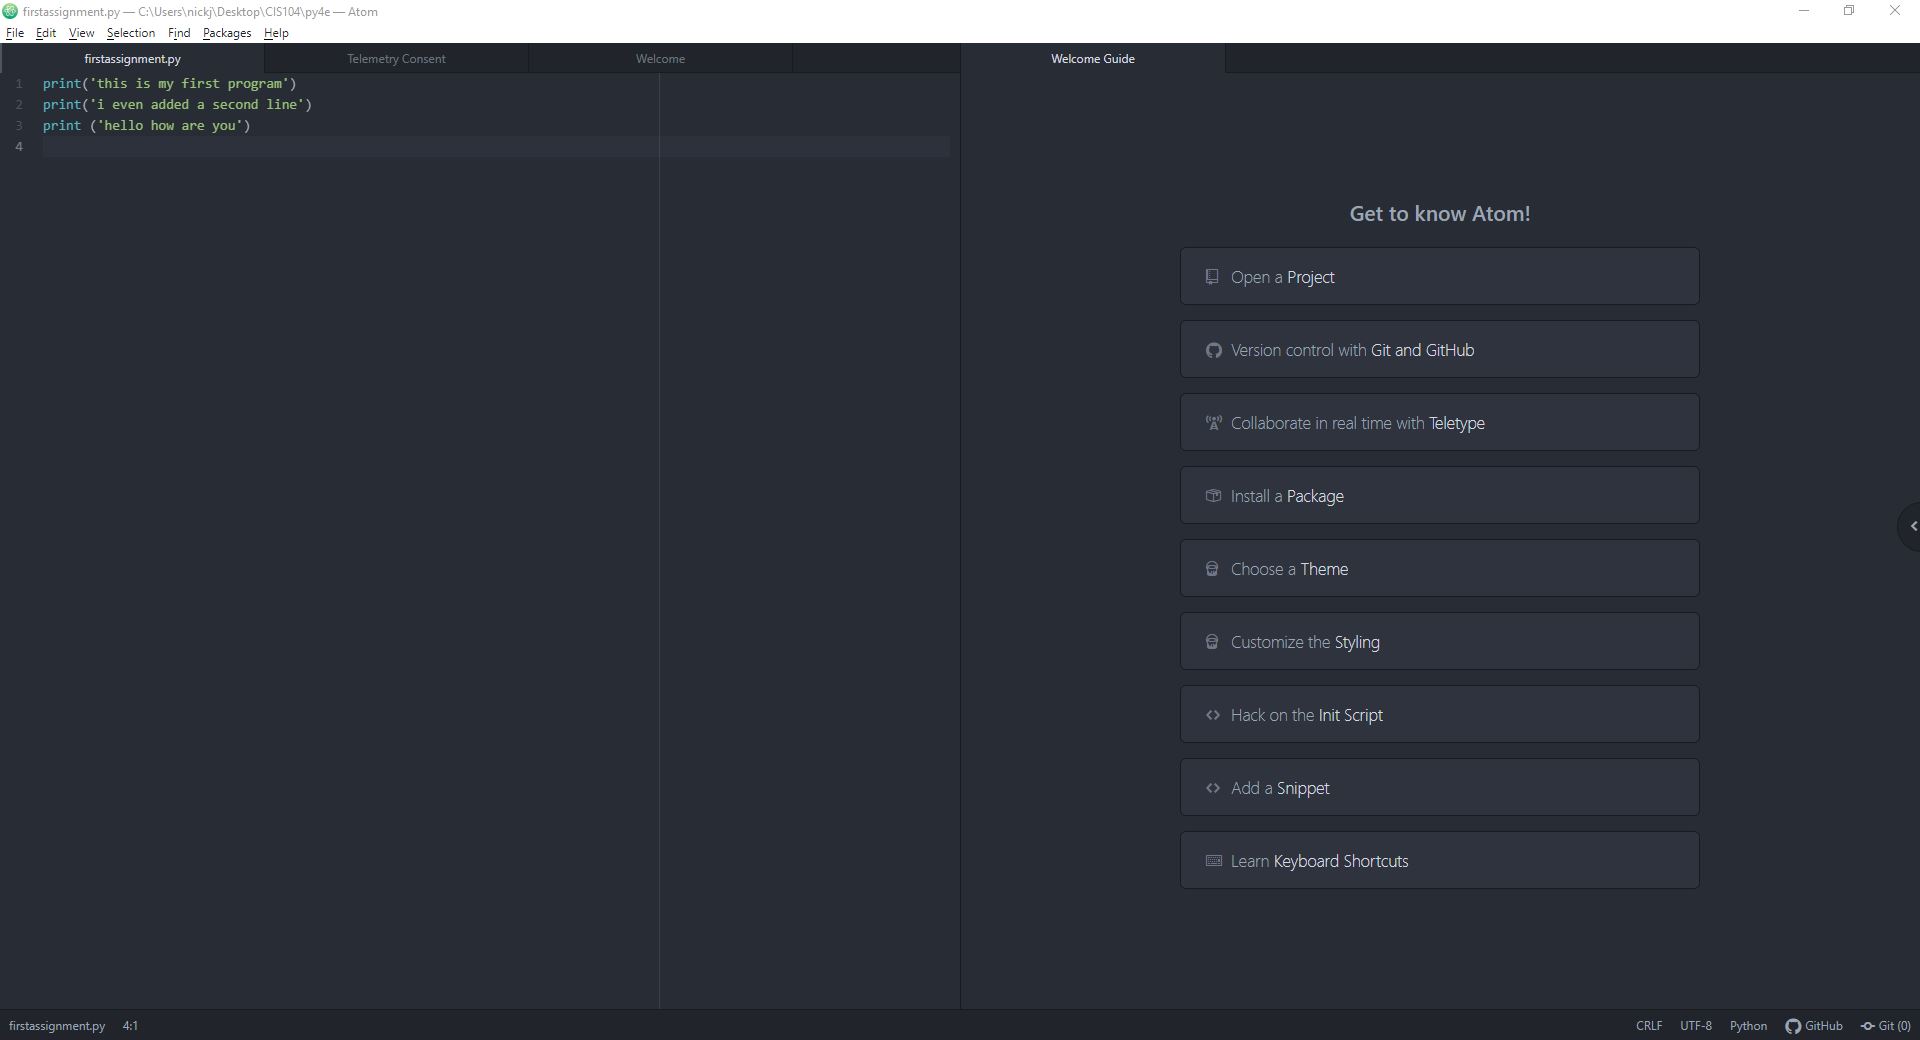 firstassignment.py — C:\Users\nickj\Desktop\CIS104\py4e — Atom
File Edit View Selection Find Packages Help
firstassignment.py Telemetry Consent Welcome Welcome Guide
1 print('this is my first program')
2 print('i even added a second line')
3 print ('hello how are you')
4
Get to know Atom!
Open a Project
Version control with Git and GitHub
Collaborate in real time with Teletype
Install a Package
Choose a Theme
Customize the Styling
Hack on the Init Script
Add a Snippet
Learn Keyboard Shortcuts
firstassignment.py 4:1 CRLF UTF-8 Python GitHub Git (0)